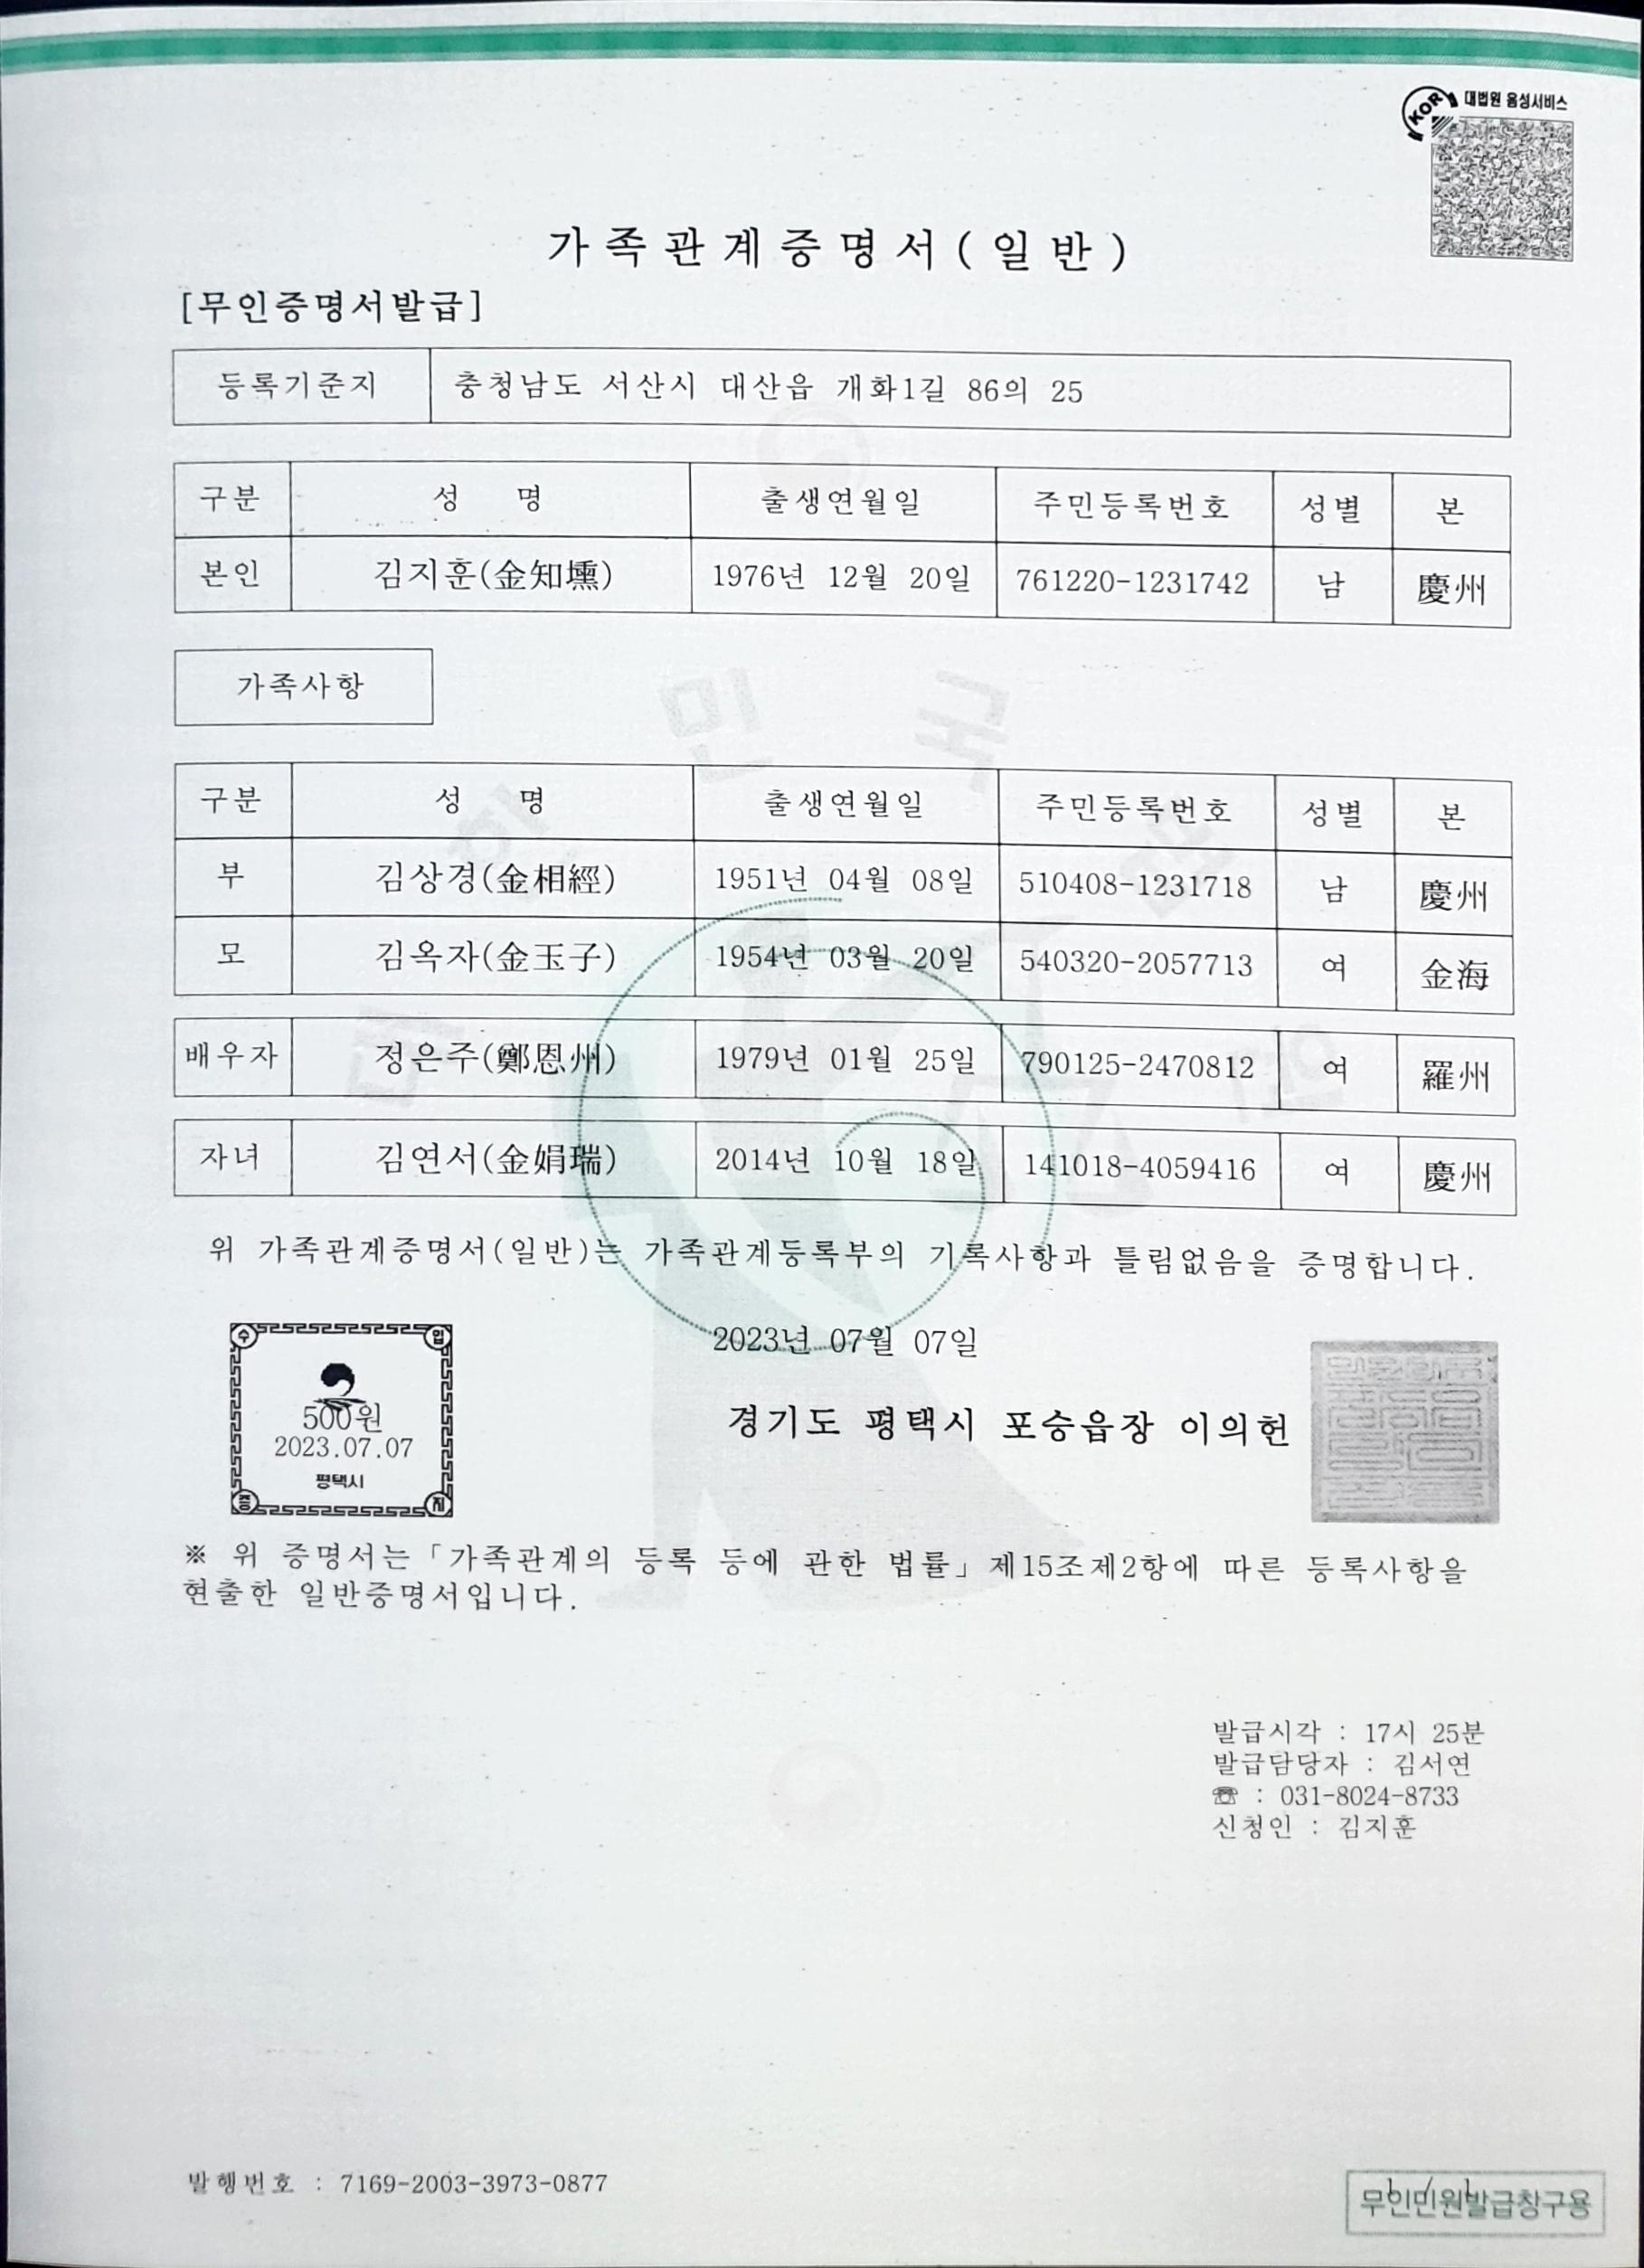 KOR 대법원 음성서비스
가족관계증명서(일반)
[무인증명서발급]
등록기준지 충청남도 서산시 대산읍 개화1길 86의 25
구분 성 명 출생연월일 주민등록번호 성별 본
본인 김지훈(金知壎) 1976년 12월 20일 761220-1231742 남 慶州
가족사항
구분 성 명 출생연월일 주민등록번호 성별 본
부 김상경(金相經) 1951년 04월 08일 510408-1231718 남 慶州
모 김옥자(金玉子) 1954년 03월 20일 540320-2057713 여 金海
배우자 정은주(鄭恩州) 1979년 01월 25일 790125-2470812 여 羅州
자녀 김연서(金娟瑞) 2014년 10월 18일 141018-4059416 여 慶州
위 가족관계증명서(일반)는 가족관계등록부의 기록사항과 틀림없음을 증명합니다.
2023년 07월 07일
경기도 평택시 포승읍장 이의헌
수 입
500원
2023.07.07
평택시
증 지
※ 위 증명서는「가족관계의 등록 등에 관한 법률」제15조제2항에 따른 등록사항을
현출한 일반증명서입니다.
발급시각 : 17시 25분
발급담당자 : 김서연
☏ : 031-8024-8733
신청인 : 김지훈
발행번호 : 7169-2003-3973-0877
1 / 1
무인민원발급창구용